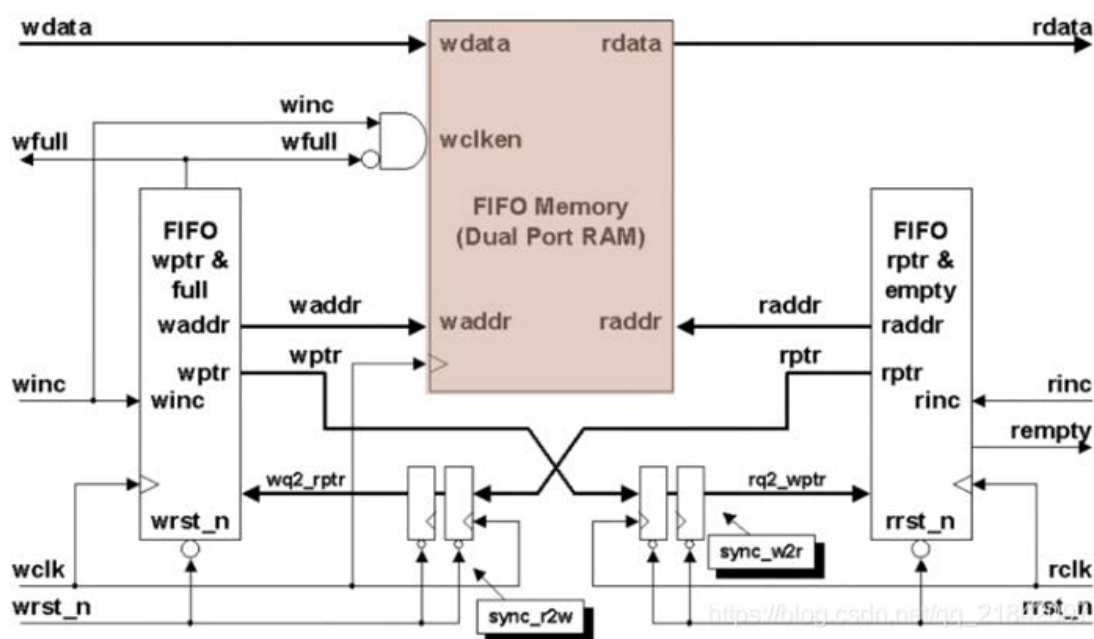 wdata
wdata
rdata
rdata
winc
wfull
wfull
wclken
FIFO Memory
(Dual Port RAM)
FIFO
wptr &
full
FIFO
rptr &
empty
waddr
waddr
waddr
raddr
raddr
raddr
wptr
wptr
rptr
rptr
winc
winc
rinc
rinc
rempty
wq2_rptr
rq2_wptr
wrst_n
rrst_n
sync_w2r
wclk
rclk
wrst_n
sync_r2w
rrst_n